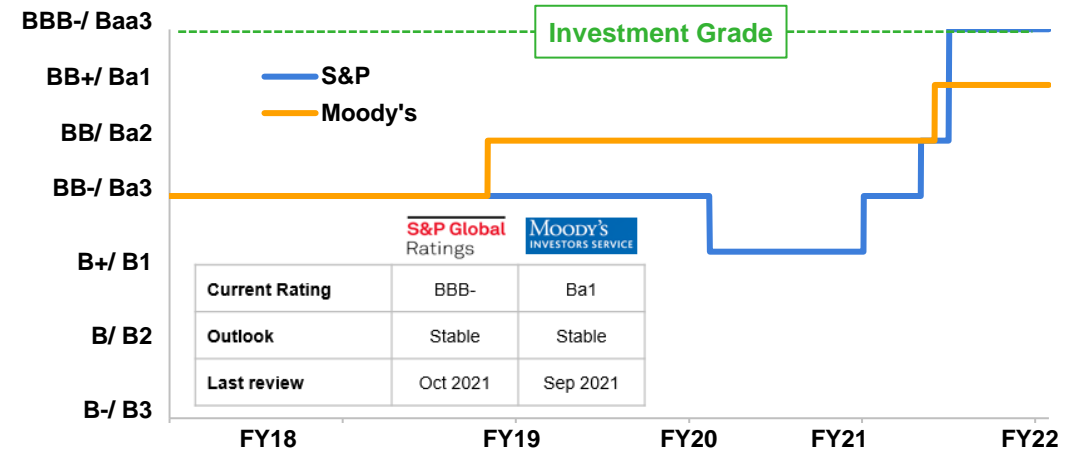 BBB-/ Baa3
Investment Grade
BB+/ Ba1
S&P
Moody's
BB/ Ba2
BB-/ Ba3
S&P Global
Ratings
MOODY'S
INVESTORS SERVICE
B+/ B1
Current Rating BBB- Ba1
B/ B2
Outlook Stable Stable
Last review Oct 2021 Sep 2021
B-/ B3
FY18 FY19 FY20 FY21 FY22